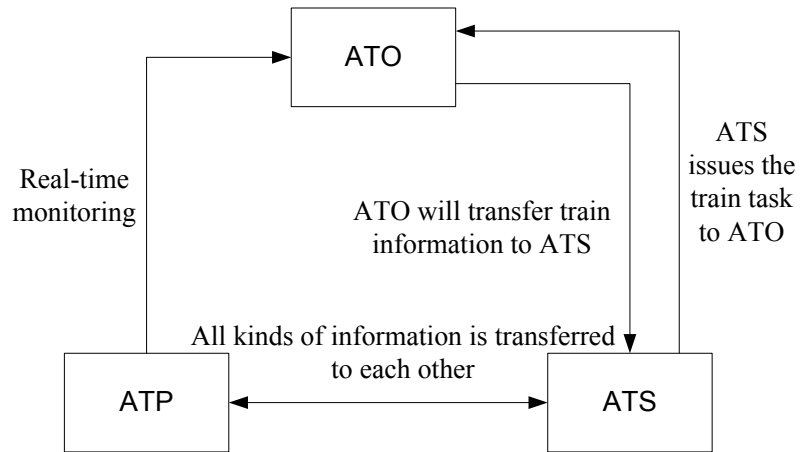 ATO
Real-time
monitoring
ATO will transfer train
information to ATS
ATS
issues the
train task
to ATO
All kinds of information is transferred
to each other
ATP
ATS